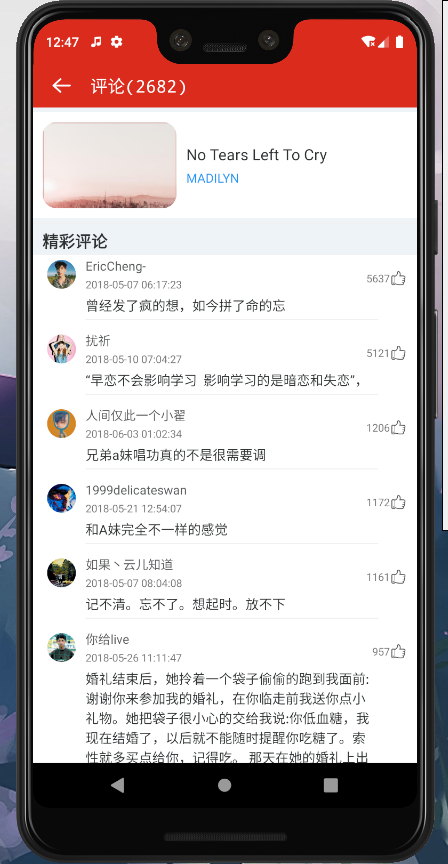 12:47
评论(2682)
No Tears Left To Cry
MADILYN
精彩评论
EricCheng-
2018-05-07 06:17:23
5637
曾经发了疯的想，如今拼了命的忘
扰祈
2018-05-10 07:04:27
5121
“早恋不会影响学习 影响学习的是暗恋和失恋”，
人间仅此一个小翟
2018-06-03 01:02:34
1206
兄弟a妹唱功真的不是很需要调
1999delicateswan
2018-05-21 12:54:07
1172
和A妹完全不一样的感觉
如果丶云儿知道
2018-05-07 08:04:08
1161
记不清。忘不了。想起时。放不下
你给live
2018-05-26 11:11:47
957
婚礼结束后，她拎着一个袋子偷偷的跑到我面前:
谢谢你来参加我的婚礼，在你临走前我送你点小
礼物。她把袋子很小心的交给我说:你低血糖，我
现在结婚了，以后就不能随时提醒你吃糖了。索
性就多买点给你，记得吃。 那天在她的婚礼上出